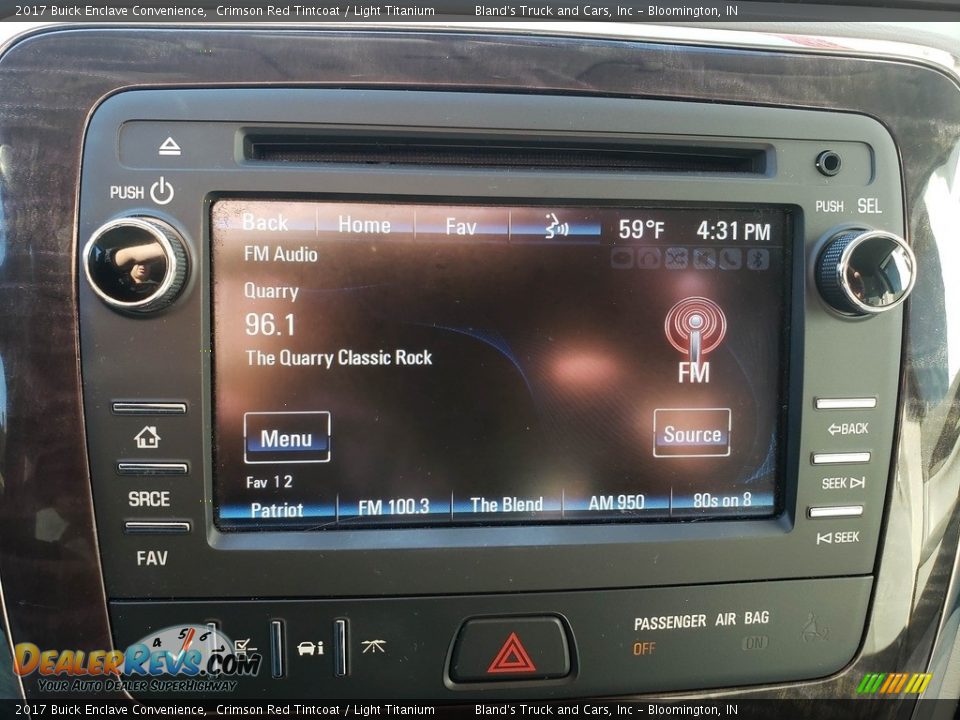 2017 Buick Enclave Convenience, Crimson Red Tintcoat / Light Titanium Bland's Truck and Cars, Inc - Bloomington, IN
PUSH
PUSH SEL
Back Home Fav 59°F 4:31 PM
FM Audio
Quarry
96.1
The Quarry Classic Rock
FM
Menu Source
Fav 12
Patriot FM 100.3 The Blend AM 950 80s on 8
SRCE
FAV
BACK
SEEK
SEEK
PASSENGER AIR BAG
OFF ON
4 5 6
DealerRevs.com
Your Auto Dealer SuperHighway
2017 Buick Enclave Convenience, Crimson Red Tintcoat / Light Titanium Bland's Truck and Cars, Inc - Bloomington, IN